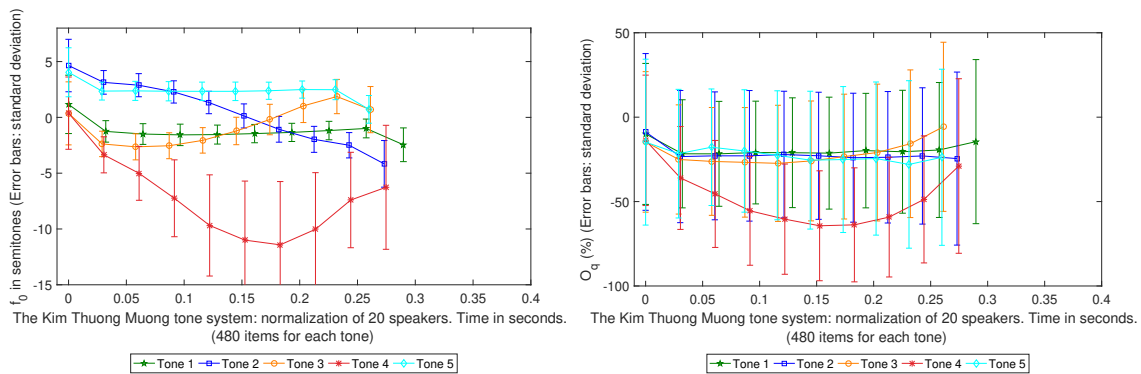 f₀ in semitones (Error bars: standard deviation)
5
0
-5
-10
-15
0 0.05 0.1 0.15 0.2 0.25 0.3 0.35 0.4
The Kim Thuong Muong tone system: normalization of 20 speakers. Time in seconds.
(480 items for each tone)
Tone 1 Tone 2 Tone 3 Tone 4 Tone 5
O_q (%) (Error bars: standard deviation)
50
0
-50
-100
0 0.05 0.1 0.15 0.2 0.25 0.3 0.35 0.4
The Kim Thuong Muong tone system: normalization of 20 speakers. Time in seconds.
(480 items for each tone)
Tone 1 Tone 2 Tone 3 Tone 4 Tone 5